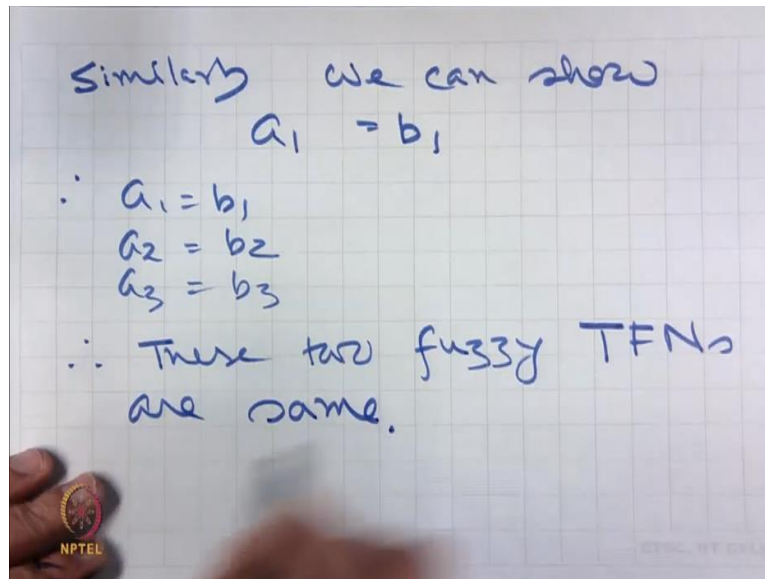 Similarly we can show
a₁ = b₁
∴ a₁ = b₁
a₂ = b₂
a₃ = b₃
∴ These two fuzzy TFNs
are same.
NPTEL